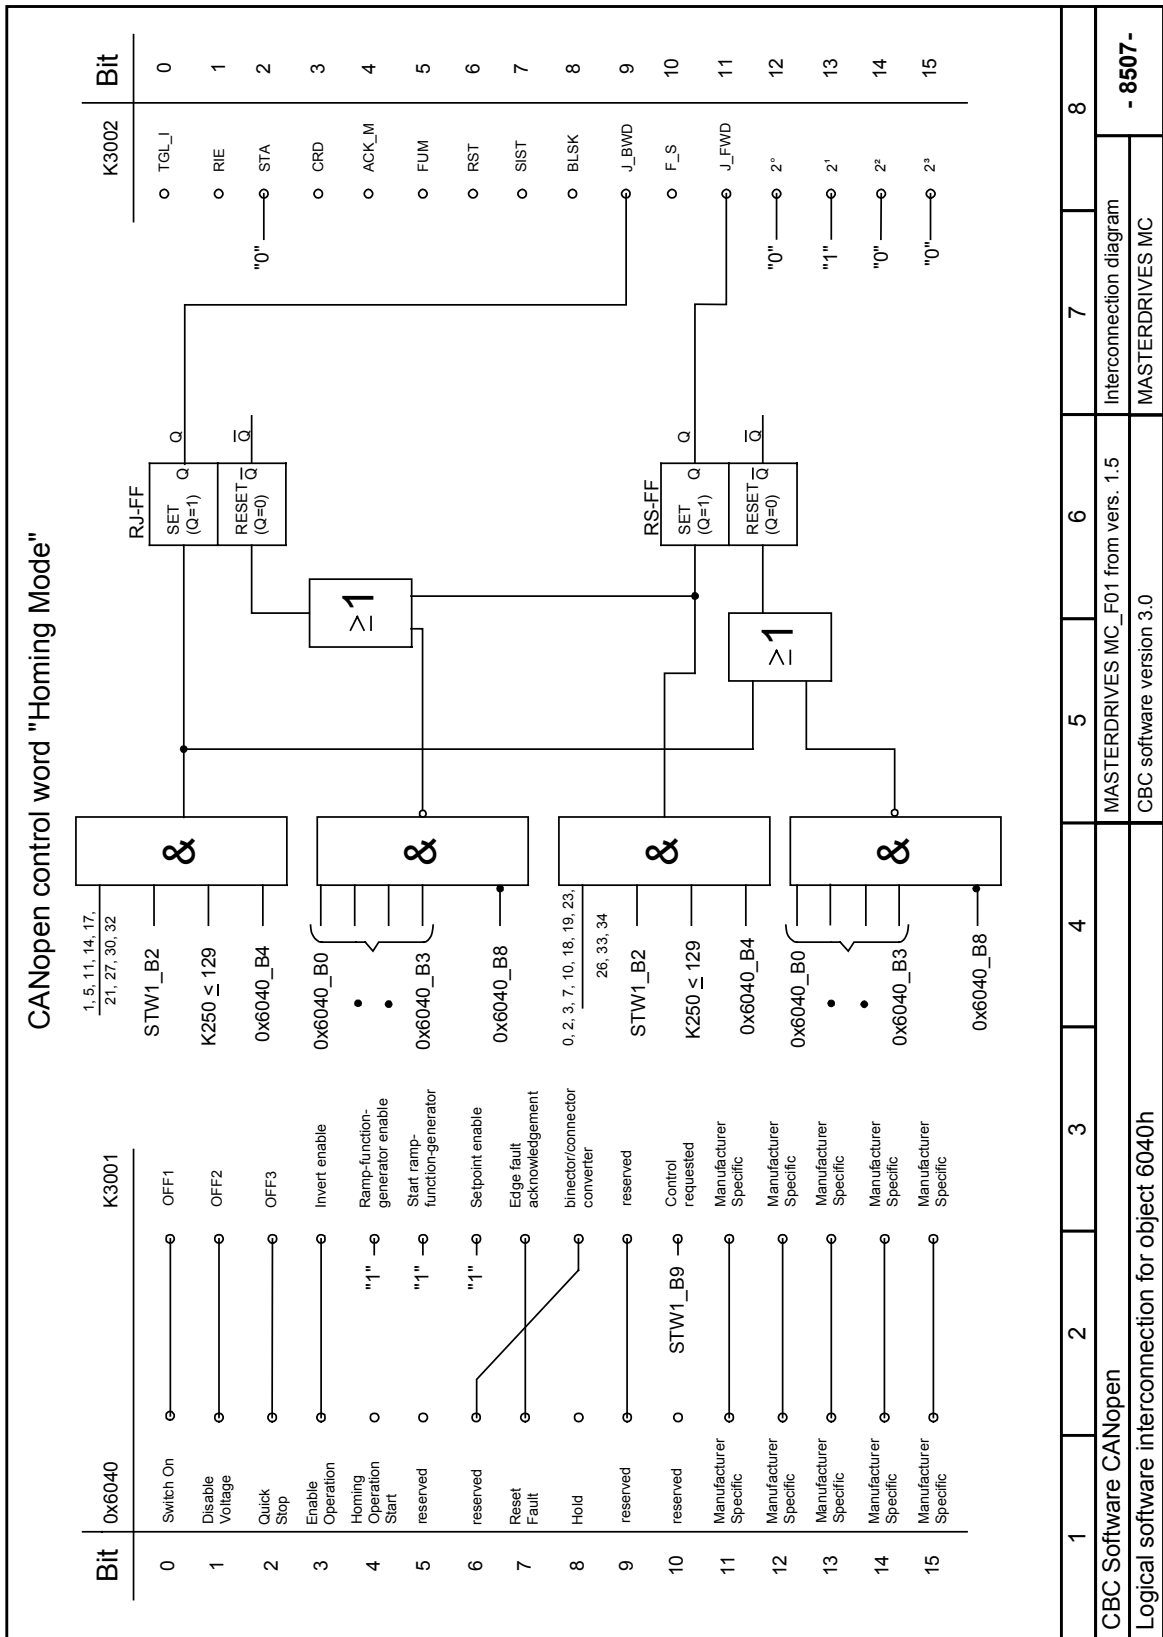 CANopen control word "Homing Mode"
Bit 0x6040 K3001
0 Switch On OFF1
1 Disable Voltage OFF2
2 Quick Stop OFF3
3 Enable Operation Invert enable
4 Homing Operation Start "1" Ramp-function-generator enable
5 reserved "1" Start ramp-function-generator
6 reserved "1" Setpoint enable
7 Reset Fault Edge fault acknowledgement
8 Hold binector/connector converter
9 reserved reserved
10 reserved STW1_B9 Control requested
11 Manufacturer Specific Manufacturer Specific
12 Manufacturer Specific Manufacturer Specific
13 Manufacturer Specific Manufacturer Specific
14 Manufacturer Specific Manufacturer Specific
15 Manufacturer Specific Manufacturer Specific
1, 5, 11, 14, 17,
21, 27, 30, 32
STW1_B2
K250 ≤ 129
0x6040_B4
&
0x6040_B0
0x6040_B3
0x6040_B8
&
0, 2, 3, 7, 10, 18, 19, 23,
26, 33, 34
STW1_B2
K250 ≤ 129
0x6040_B4
&
0x6040_B0
0x6040_B3
0x6040_B8
&
≥1
≥1
RJ-FF
SET Q Q
(Q=1)
RESET Q̅ Q̅
(Q=0)
RS-FF
SET Q Q
(Q=1)
RESET Q̅ Q̅
(Q=0)
K3002 Bit
TGL_I 0
RIE 1
"0" STA 2
CRD 3
ACK_M 4
FUM 5
RST 6
SIST 7
BLSK 8
J_BWD 9
F_S 10
J_FWD 11
"0" 2° 12
"1" 2¹ 13
"0" 2² 14
"0" 2³ 15
1 2 3 4 5 6 7 8
CBC Software CANopen MASTERDRIVES MC_F01 from vers. 1.5 Interconnection diagram - 8507-
Logical software interconnection for object 6040h CBC software version 3.0 MASTERDRIVES MC